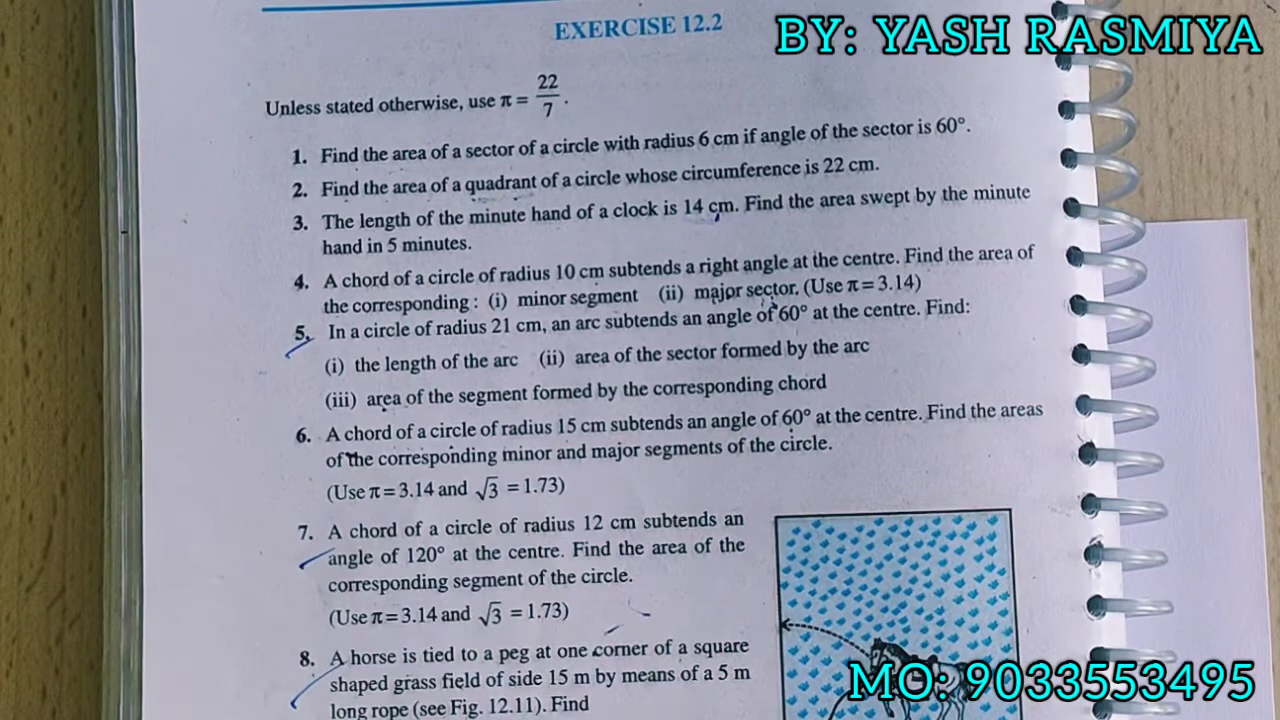 EXERCISE 12.2
BY: YASH RASMIYA
Unless stated otherwise, use π = 22/7.
1. Find the area of a sector of a circle with radius 6 cm if angle of the sector is 60°.
2. Find the area of a quadrant of a circle whose circumference is 22 cm.
3. The length of the minute hand of a clock is 14 cm. Find the area swept by the minute
hand in 5 minutes.
4. A chord of a circle of radius 10 cm subtends a right angle at the centre. Find the area of
the corresponding : (i) minor segment (ii) major sector. (Use π = 3.14)
5. In a circle of radius 21 cm, an arc subtends an angle of 60° at the centre. Find:
(i) the length of the arc (ii) area of the sector formed by the arc
(iii) area of the segment formed by the corresponding chord
6. A chord of a circle of radius 15 cm subtends an angle of 60° at the centre. Find the areas
of the corresponding minor and major segments of the circle.
(Use π = 3.14 and √3 = 1.73)
7. A chord of a circle of radius 12 cm subtends an
angle of 120° at the centre. Find the area of the
corresponding segment of the circle.
(Use π = 3.14 and √3 = 1.73)
8. A horse is tied to a peg at one corner of a square
shaped grass field of side 15 m by means of a 5 m
long rope (see Fig. 12.11). Find
MO: 9033553495